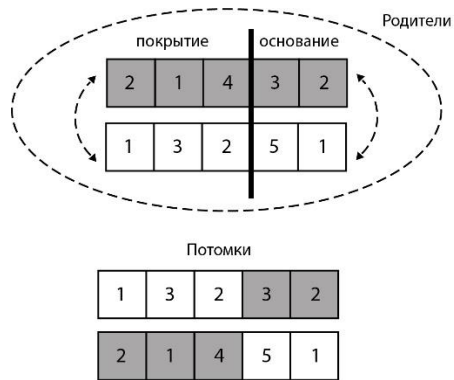 Родители
покрытие основание
2 1 4 3 2
1 3 2 5 1
Потомки
1 3 2 3 2
2 1 4 5 1